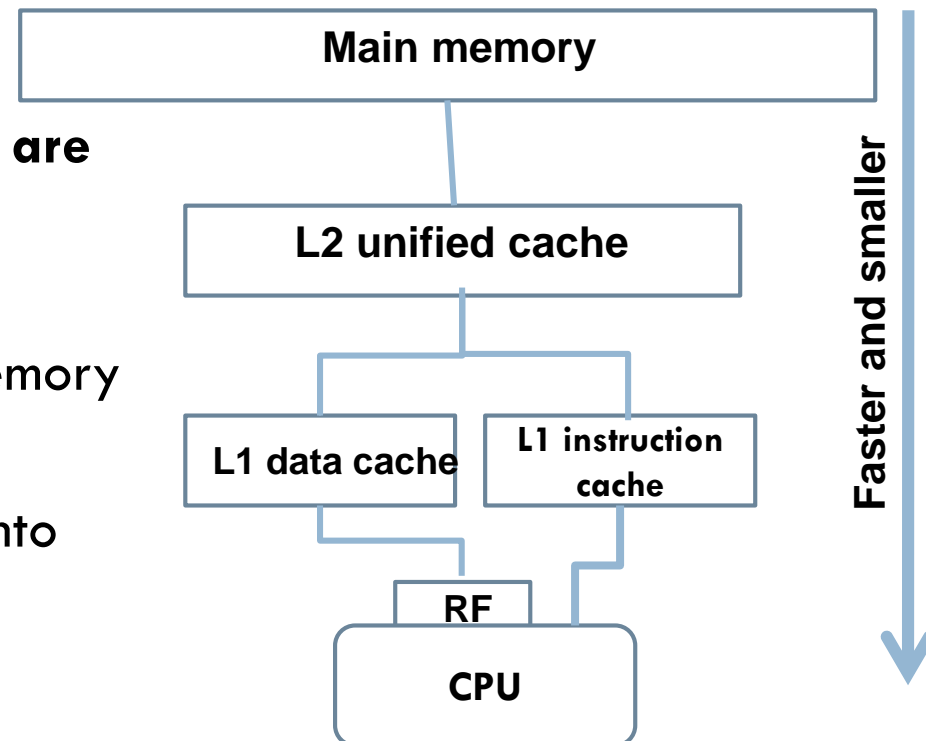 Main memory
are
L2 unified cache
emory
L1 data cache
L1 instruction
cache
nto
RF
CPU
Faster and smaller